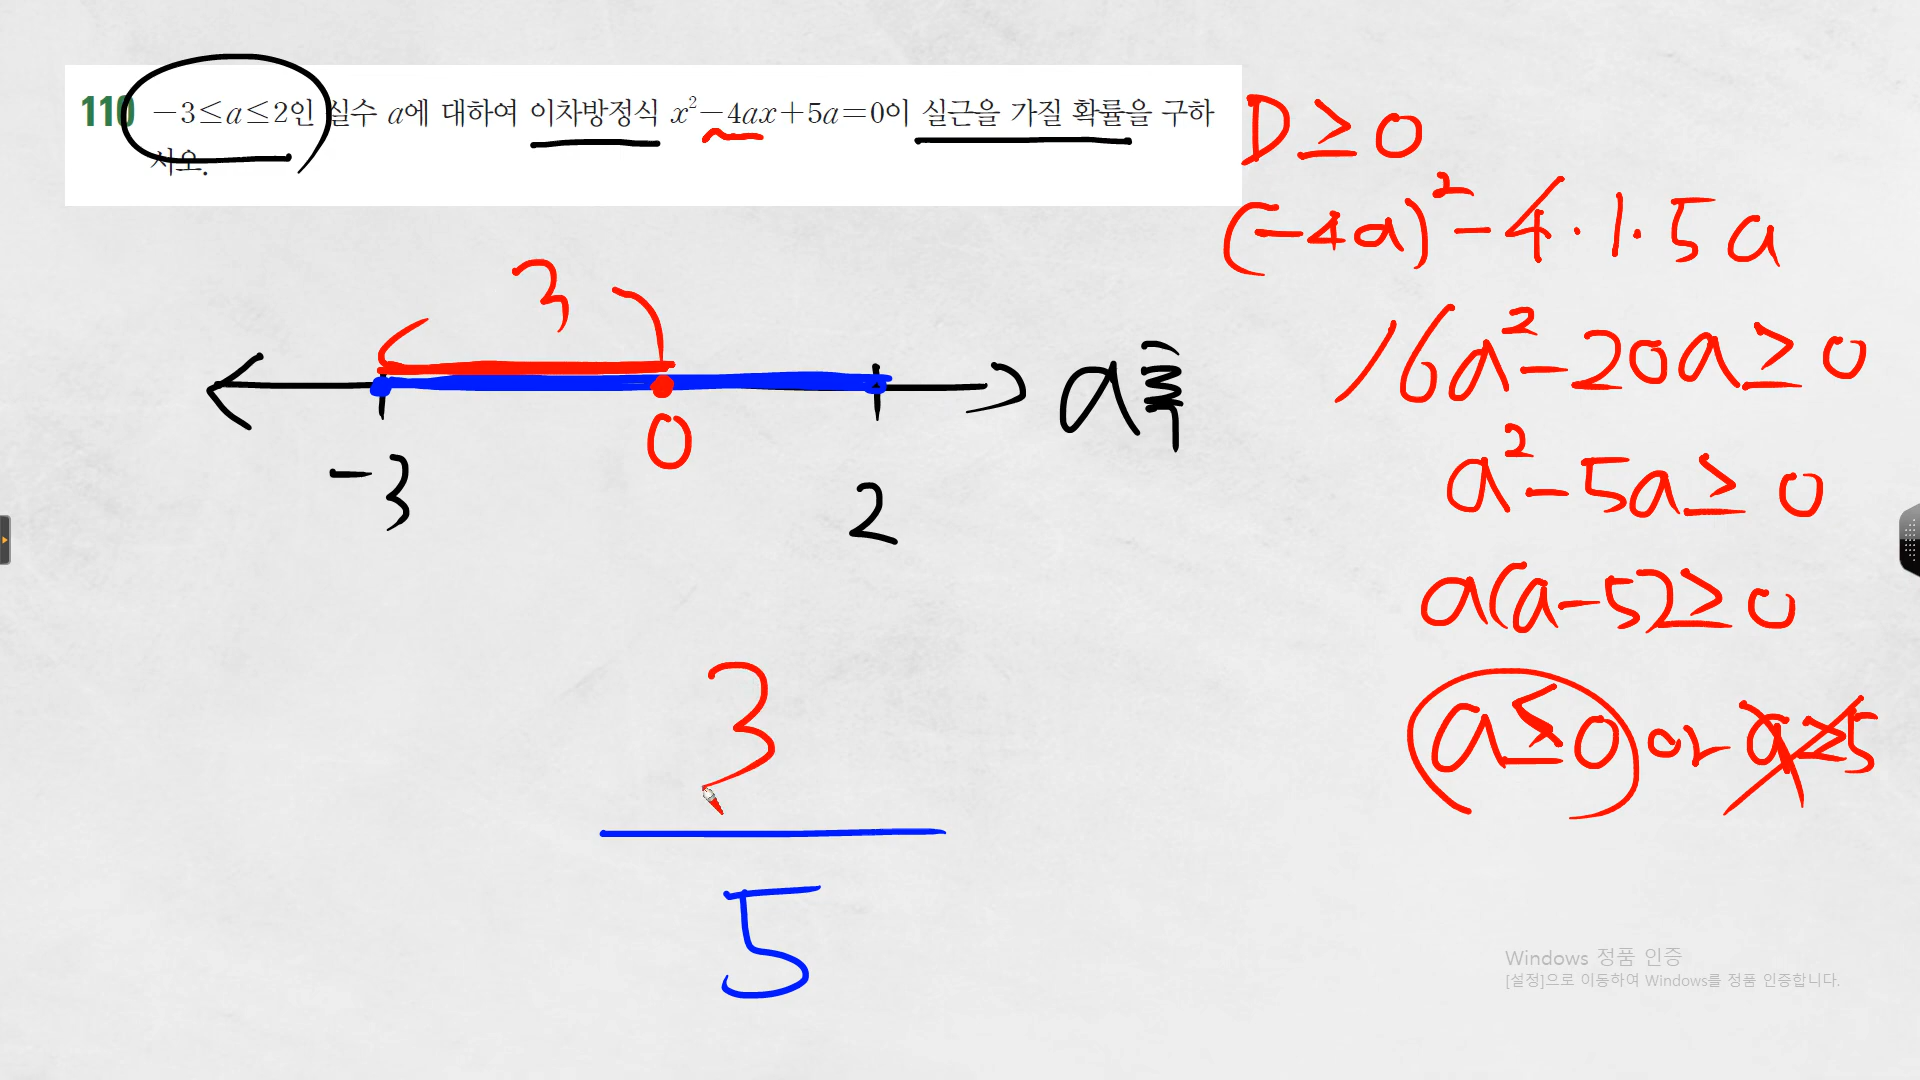 110 -3≤a≤2인 실수 a에 대하여 이차방정식 x²-4ax+5a=0이 실근을 가질 확률을 구하
시오.
D≥0
(-4a)²-4·1·5a
16a²-20a≥0
a²-5a≥0
a(a-5)≥0
a≤0 or a≥5
3
a
0
-3
2
3
5
Windows 정품 인증
[설정]으로 이동하여 Windows를 정품 인증합니다.